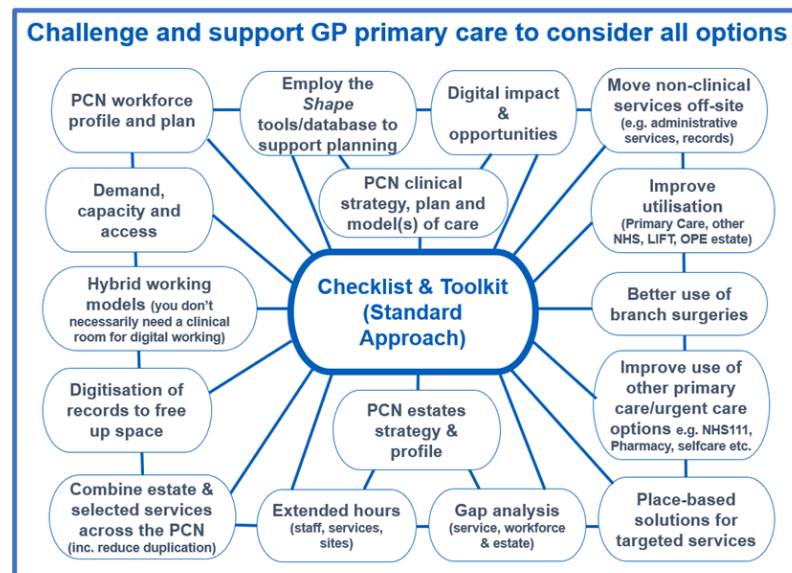 Challenge and support GP primary care to consider all options
PCN workforce
profile and plan
Employ the
Shape
tools/database to
support planning
Digital impact
&
opportunities
Move non-clinical
services off-site
(e.g. administrative
services, records)
Demand,
capacity and
access
PCN clinical
strategy, plan and
model(s) of care
Improve
utilisation
(Primary Care, other
NHS, LIFT, OPE estate)
Hybrid working
models (you don't
necessarily need a clinical
room for digital working)
Checklist & Toolkit
(Standard
Approach)
Better use of
branch surgeries
Digitisation of
records to free
up space
PCN estates
strategy &
profile
Improve use of
other primary
care/urgent care
options e.g. NHS111,
Pharmacy, selfcare etc.
Combine estate &
selected services
across the PCN
(inc. reduce duplication)
Extended hours
(staff, services,
sites)
Gap analysis
(service, workforce
& estate)
Place-based
solutions for
targeted services